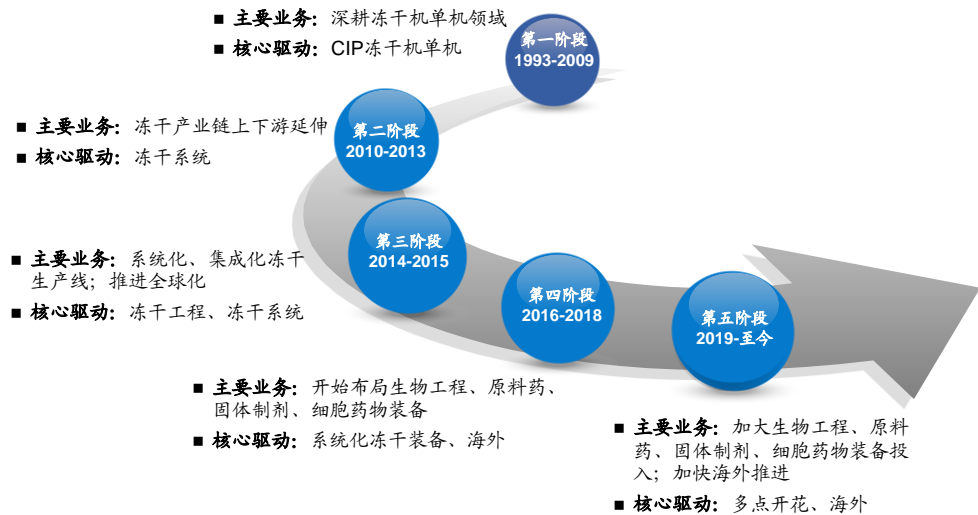 ■ 主要业务：深耕冻干机单机领域
■ 核心驱动：CIP冻干机单机
第一阶段
1993-2009
■ 主要业务：冻干产业链上下游延伸
■ 核心驱动：冻干系统
第二阶段
2010-2013
■ 主要业务：系统化、集成化冻干
生产线；推进全球化
■ 核心驱动：冻干工程、冻干系统
第三阶段
2014-2015
第四阶段
2016-2018
■ 主要业务：开始布局生物工程、原料药、
固体制剂、细胞药物装备
■ 核心驱动：系统化冻干装备、海外
第五阶段
2019-至今
■ 主要业务：加大生物工程、原料
药、固体制剂、细胞药物装备投
入；加快海外推进
■ 核心驱动：多点开花、海外